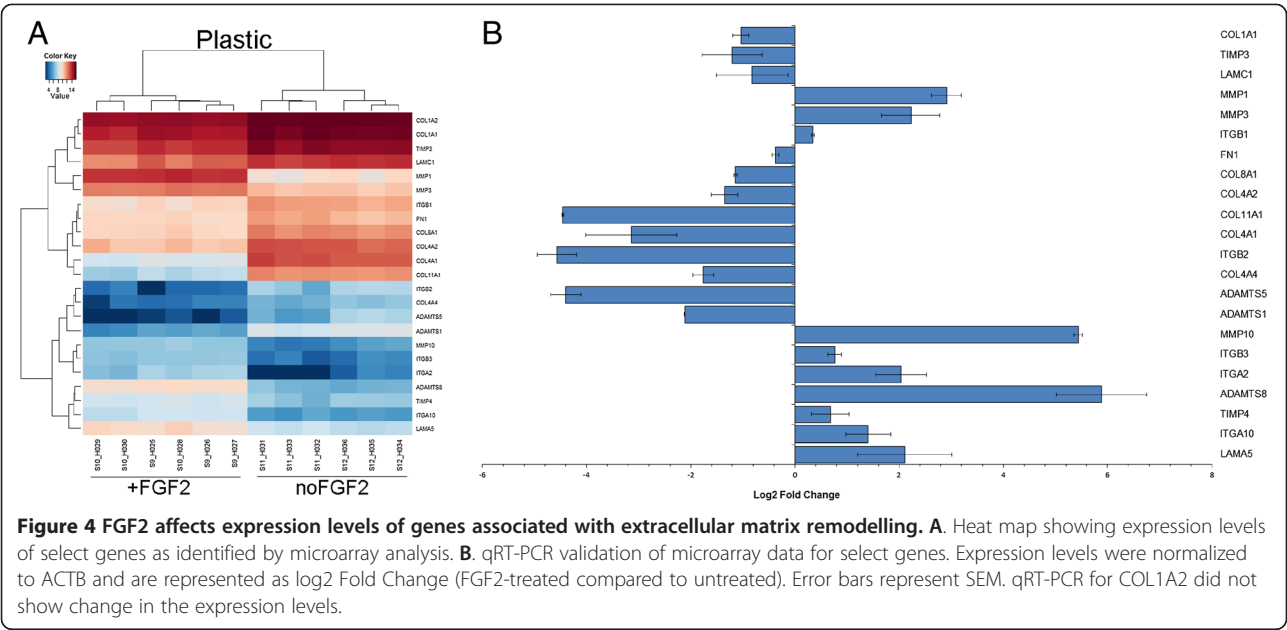 A
Plastic
Color Key
4 8 14
Value
COL1A2
COL1A1
TIMP3
LAMC1
MMP1
MMP3
ITGB1
FN1
COL8A1
COL4A2
COL4A1
COL11A1
ITGB2
COL4A4
ADAMTS5
ADAMTS1
MMP10
ITGB3
ITGA2
ADAMTS8
TIMP4
ITGA10
LAMA5
S10_H029
S10_H030
S9_H025
S10_H028
S9_H026
S9_H027
S11_H031
S11_H033
S11_H032
S12_H036
S12_H035
S12_H034
+FGF2
noFGF2
B
COL1A1
TIMP3
LAMC1
MMP1
MMP3
ITGB1
FN1
COL8A1
COL4A2
COL11A1
COL4A1
ITGB2
COL4A4
ADAMTS5
ADAMTS1
MMP10
ITGB3
ITGA2
ADAMTS8
TIMP4
ITGA10
LAMA5
-6 -4 -2 0 2 4 6 8
Log2 Fold Change
Figure 4 FGF2 affects expression levels of genes associated with extracellular matrix remodelling. A. Heat map showing expression levels
of select genes as identified by microarray analysis. B. qRT-PCR validation of microarray data for select genes. Expression levels were normalized
to ACTB and are represented as log2 Fold Change (FGF2-treated compared to untreated). Error bars represent SEM. qRT-PCR for COL1A2 did not
show change in the expression levels.